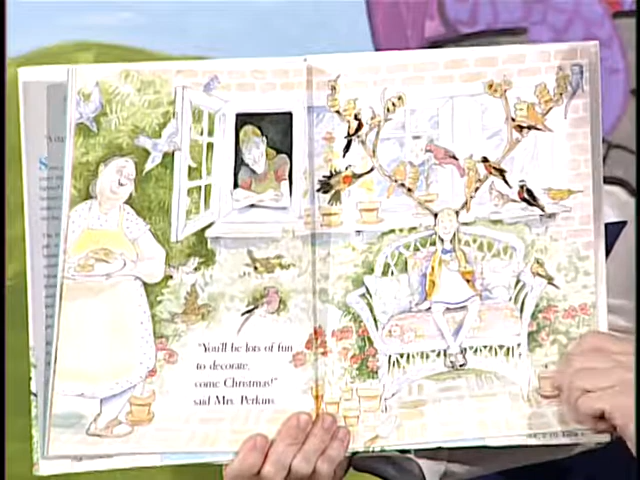 "You'll be lots of fun
to decorate,
come Christmas!"
said Mrs. Perkins.